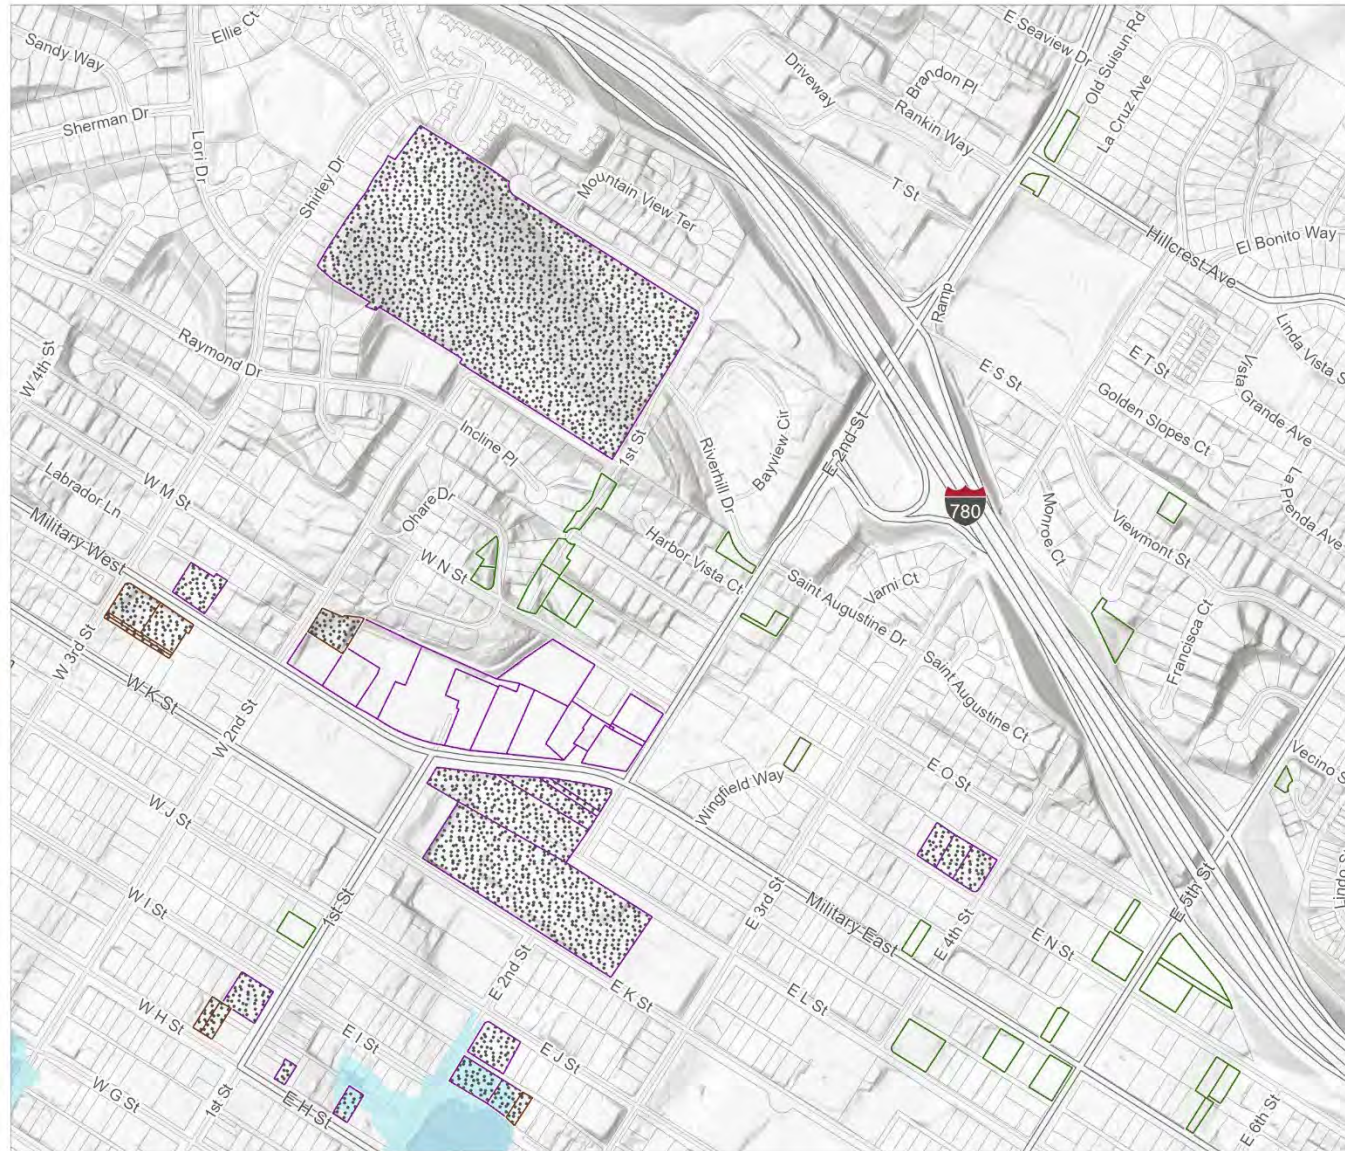 E Seaview Dr
Old Suisun Rd
Ellie Ct
Sandy Way
Driveway
Brandon Pl
La Cruz Ave
Rankin Way
Sherman Dr
Lori Dr
Shirley Dr
Mountain View Ter
T St
Hillcrest Ave
El Bonito Way
Ramp
Raymond Dr
W 4th St
E S St
E T St
Linda Vista S
Vista Grande Ave
Golden Slopes Ct
Incline Pl
1st St
Riverhill Dr
Bayview Cir
E 2nd St
La Prenda Ave
Labrador Ln
W M St
Ohare Dr
780
Monroe Ct
Viewmont St
Military West
W N St
Harbor Vista Ct
Saint Augustine Dr
Varni Ct
Francisca Ct
W 3rd St
W K St
W 2nd St
Saint Augustine Ct
Vecino S
Wingfield Way
E O St
W J St
E 3rd St
Military East
E 4th St
E N St
E 5th St
W I St
1st St
E 2nd St
E K St
E L St
W H St
E I St
E J St
W G St
1st St
E H St
E 6th St